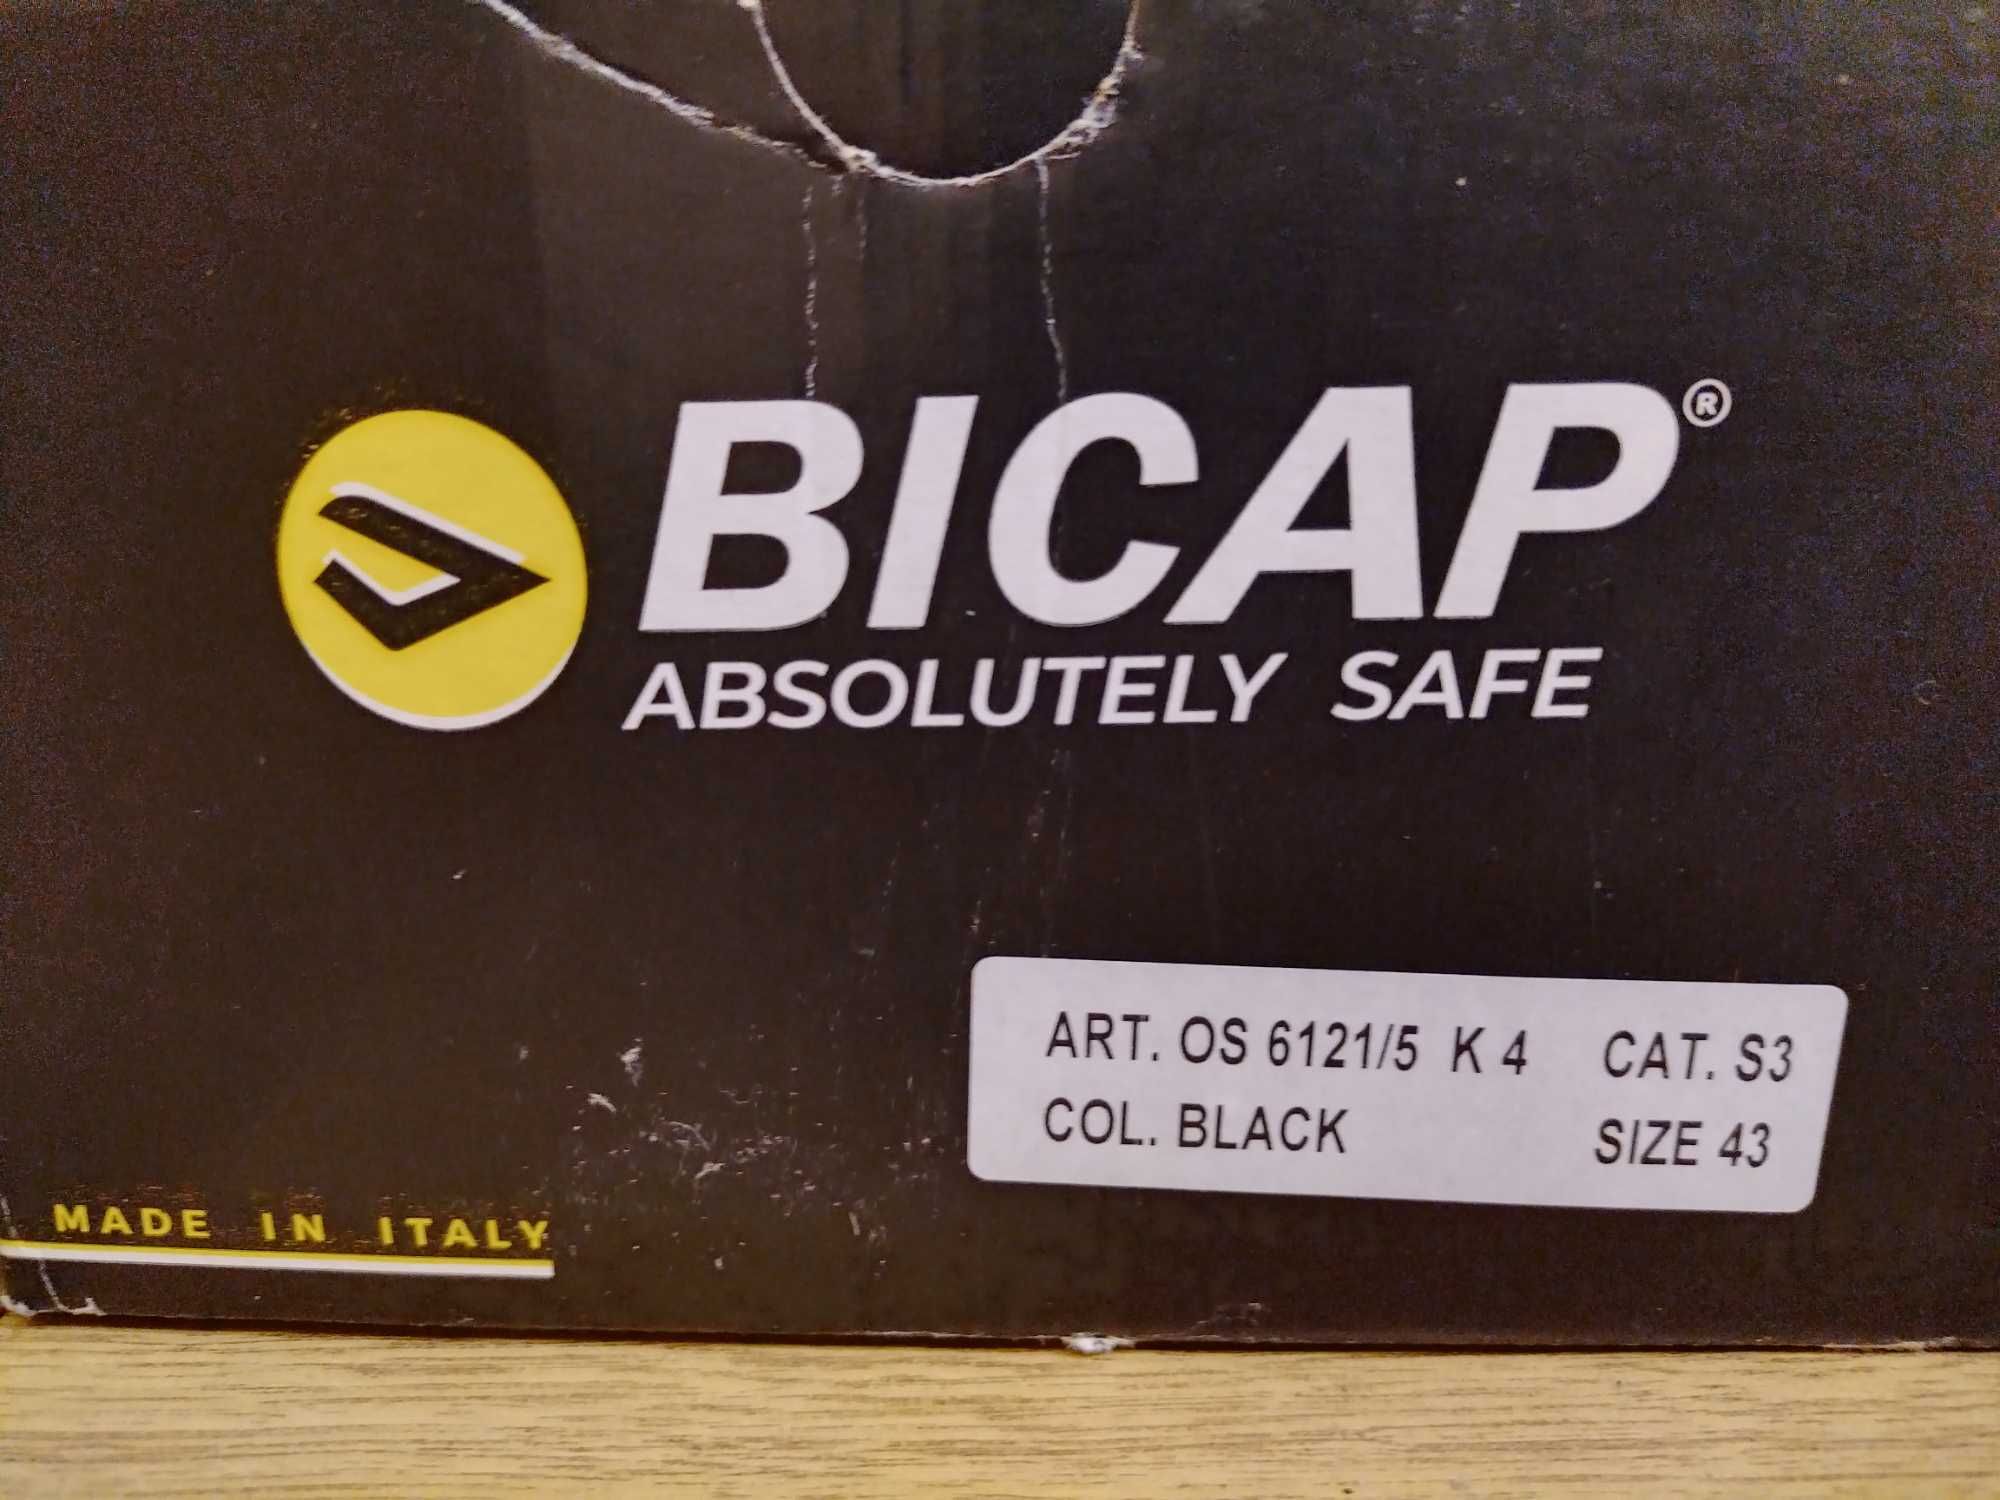 BICAP®
ABSOLUTELY SAFE
ART. OS 6121/5 K 4 CAT. S3
COL. BLACK SIZE 43
MADE IN ITALY